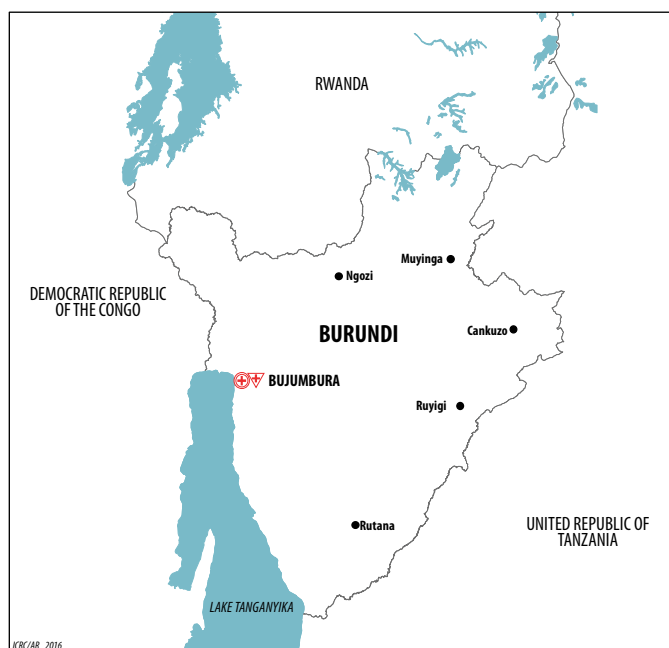 RWANDA
Muyinga
Ngozi
DEMOCRATIC REPUBLIC
OF THE CONGO
BURUNDI
Cankuzo
BUJUMBURA
Ruyigi
Rutana
UNITED REPUBLIC OF
TANZANIA
LAKE TANGANYIKA
ICRC/AR_2016